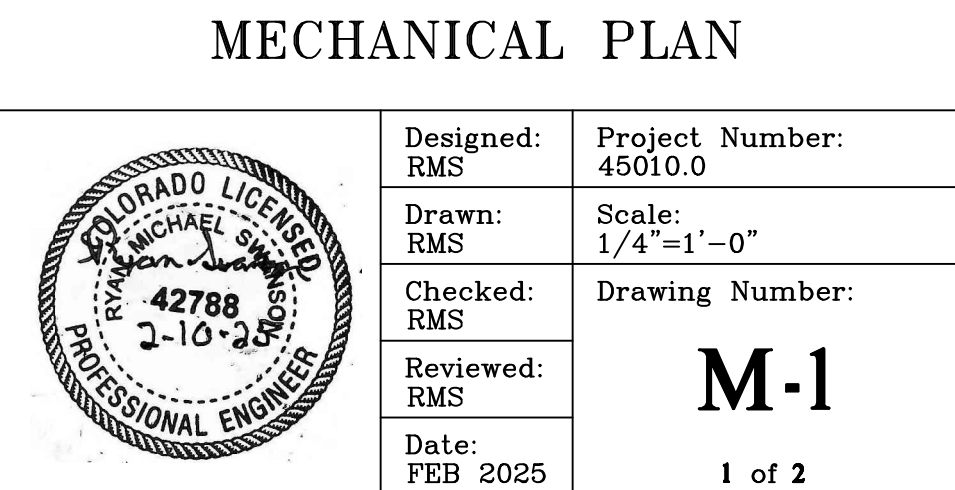 MECHANICAL PLAN
COLORADO LICENSED
RYAN MICHAEL SWANSON
42788
2-10-25
PROFESSIONAL ENGINEER
Designed:
RMS
Drawn:
RMS
Checked:
RMS
Reviewed:
RMS
Date:
FEB 2025
Project Number:
45010.0
Scale:
1/4"=1'-0"
Drawing Number:
M-1
1 of 2